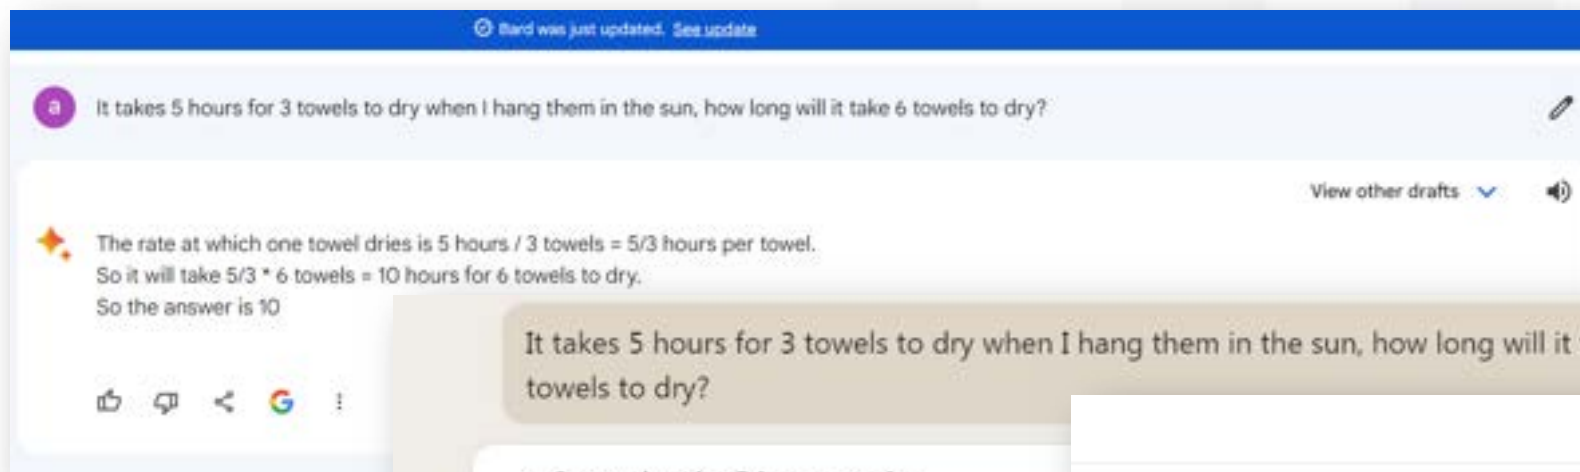 Bard was just updated. See update
a
It takes 5 hours for 3 towels to dry when I hang them in the sun, how long will it take 6 towels to dry?
View other drafts
The rate at which one towel dries is 5 hours / 3 towels = 5/3 hours per towel.
So it will take 5/3 * 6 towels = 10 hours for 6 towels to dry.
So the answer is 10
It takes 5 hours for 3 towels to dry when I hang them in the sun, how long will it
towels to dry?